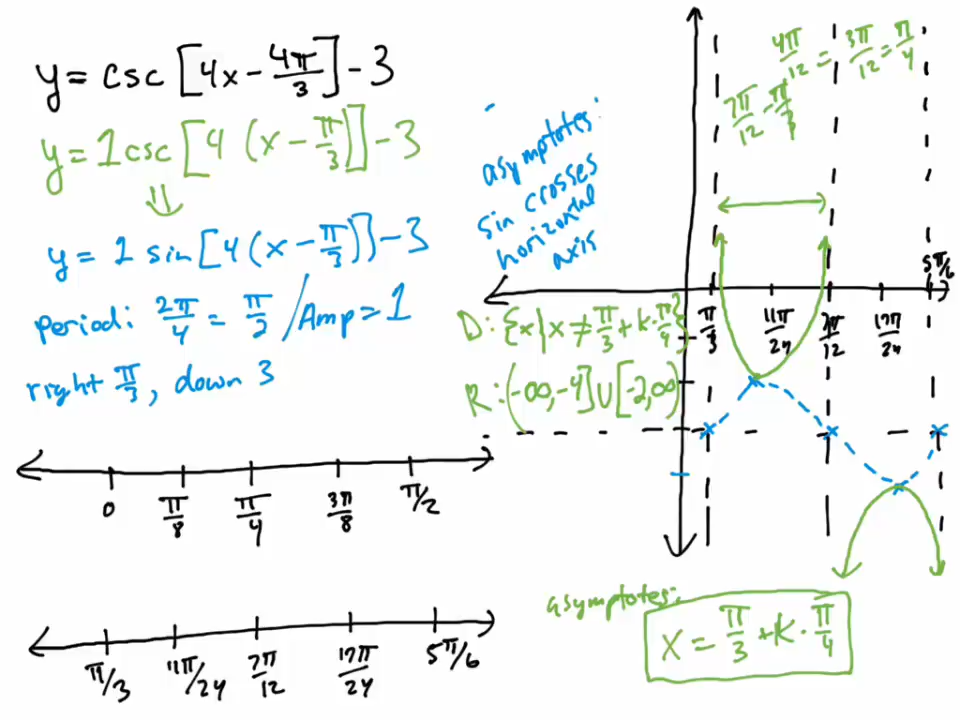 y = csc [4x - 4π/3] - 3
y = 1 csc [4 (x - π/3)] - 3
y = 1 sin [4 (x - π/3)] - 3
period: 2π/4 = π/2 / Amp = 1
right π/3, down 3
0 π/8 π/4 3π/8 π/2
π/3 11π/24 7π/12 17π/24 5π/6
asymptotes:
sin crosses
horizontal
axis
D: {x | x ≠ π/3 + k·π/4}
R: (-∞, -4] ∪ [-2, ∞)
7π/12 - π/3
4π/12 = 3π/12 = π/4
5π/6
π/3 11π/24 7π/12 17π/24
asymptotes:
x = π/3 + k · π/4